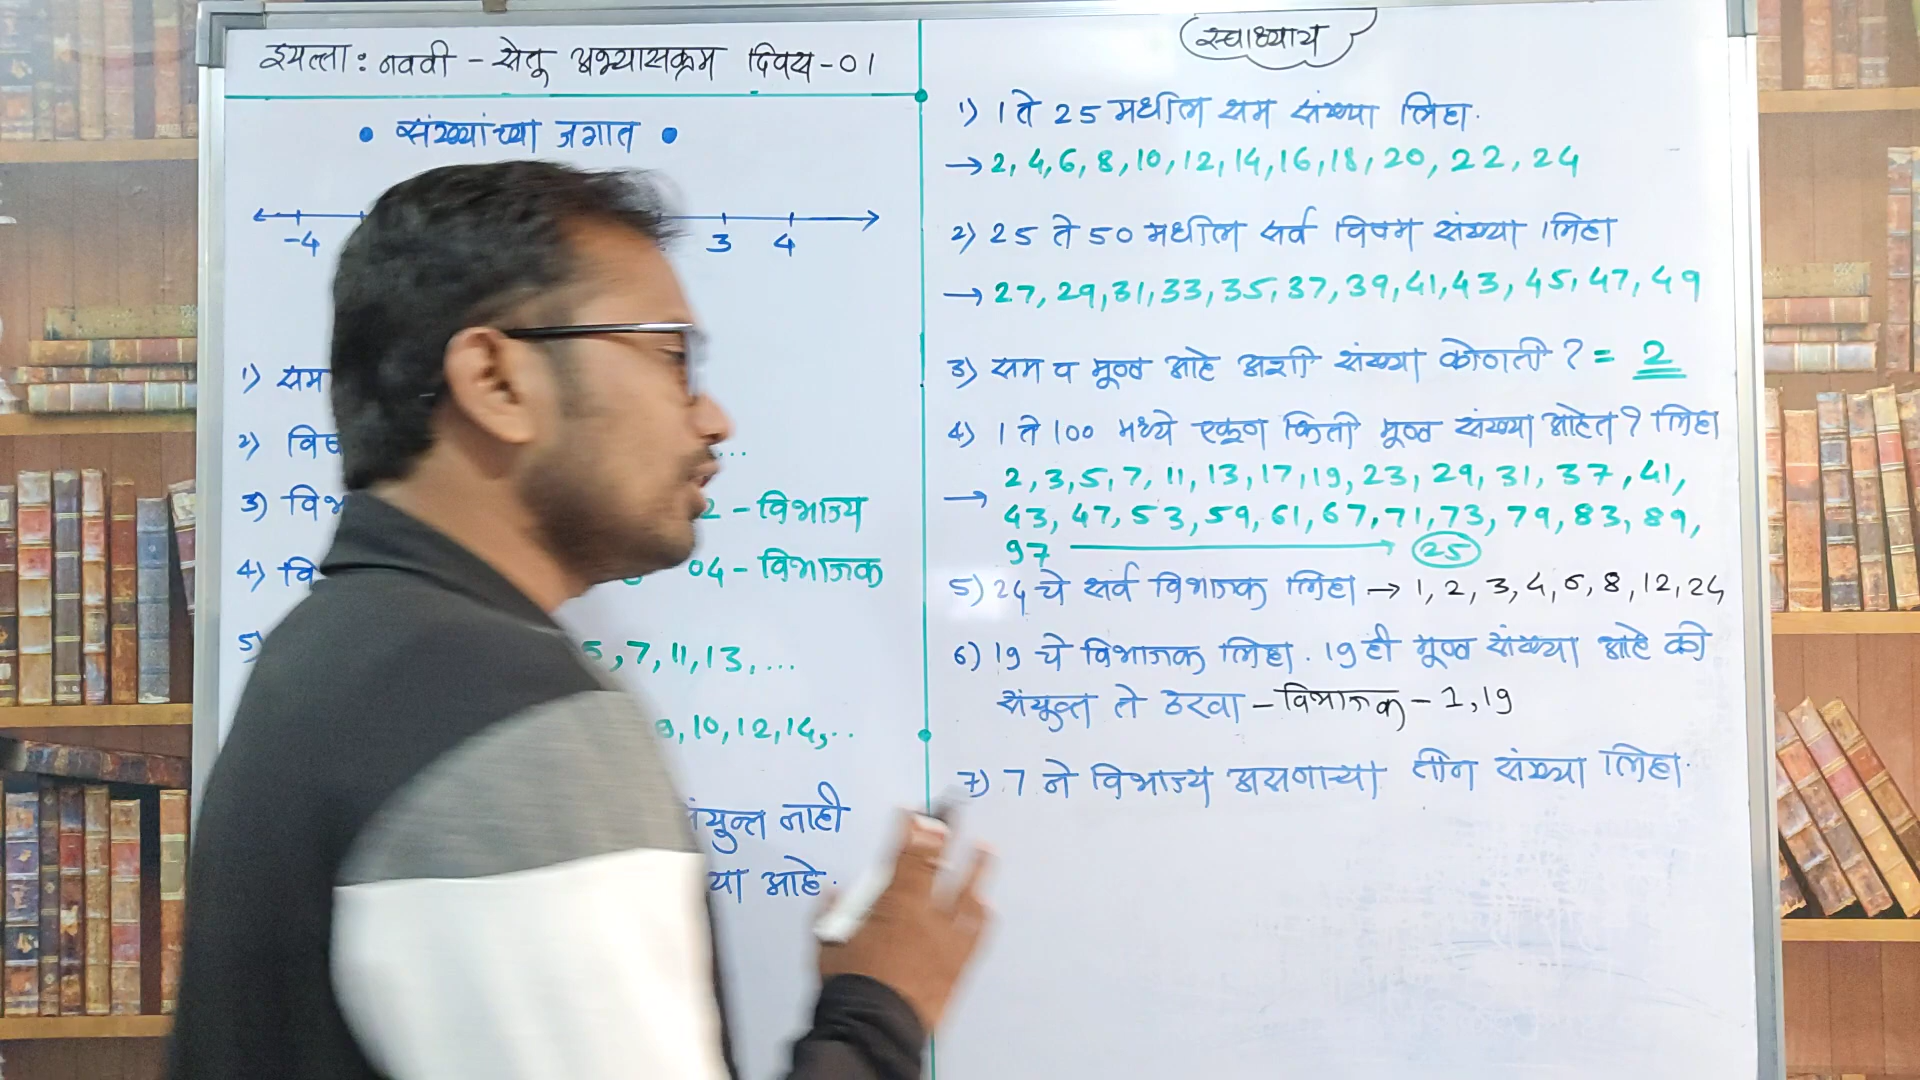 इयत्ता : नववी - सेतू अभ्यासक्रम दिवस - 01
• संख्यांच्या जगात •
-4 3 4
1) सम
2) विष ...
3) विभ 2 - विभाज्य
4) वि 04 - विभाजक
5) 5, 7, 11, 13, ...
9, 10, 12, 14, ..
संयुक्त नाही
या आहे.
स्वाध्याय
1) 1 ते 25 मधील सम संख्या लिहा.
→ 2, 4, 6, 8, 10, 12, 14, 16, 18, 20, 22, 24
2) 25 ते 50 मधील सर्व विषम संख्या लिहा
→ 27, 29, 31, 33, 35, 37, 39, 41, 43, 45, 47, 49
3) सम व मूळ आहे अशी संख्या कोणती ? = 2
4) 1 ते 100 मध्ये एकूण किती मूळ संख्या आहेत ? लिहा
→ 2, 3, 5, 7, 11, 13, 17, 19, 23, 29, 31, 37, 41,
43, 47, 53, 59, 61, 67, 71, 73, 79, 83, 89,
97 → 25
5) 24 चे सर्व विभाजक लिहा → 1, 2, 3, 4, 6, 8, 12, 24
6) 19 चे विभाजक लिहा. 19 ही मूळ संख्या आहे की
संयुक्त ते ठरवा - विभाजक - 1, 19
7) 7 ने विभाज्य असणाऱ्या तीन संख्या लिहा.